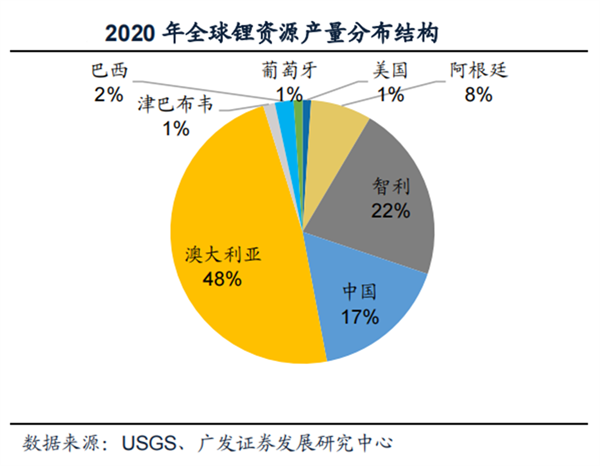 2020 年全球锂资源产量分布结构
巴西
2%
葡萄牙
1%
美国
1%
阿根廷
8%
津巴布韦
1%
智利
22%
澳大利亚
48%
中国
17%
数据来源：USGS、广发证券发展研究中心